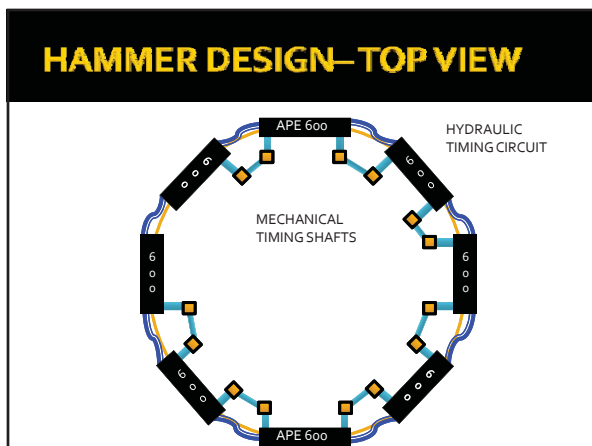 HAMMER DESIGN—TOP VIEW
APE 600
HYDRAULIC
TIMING CIRCUIT
600
600
MECHANICAL
TIMING SHAFTS
600
600
600
600
APE 600